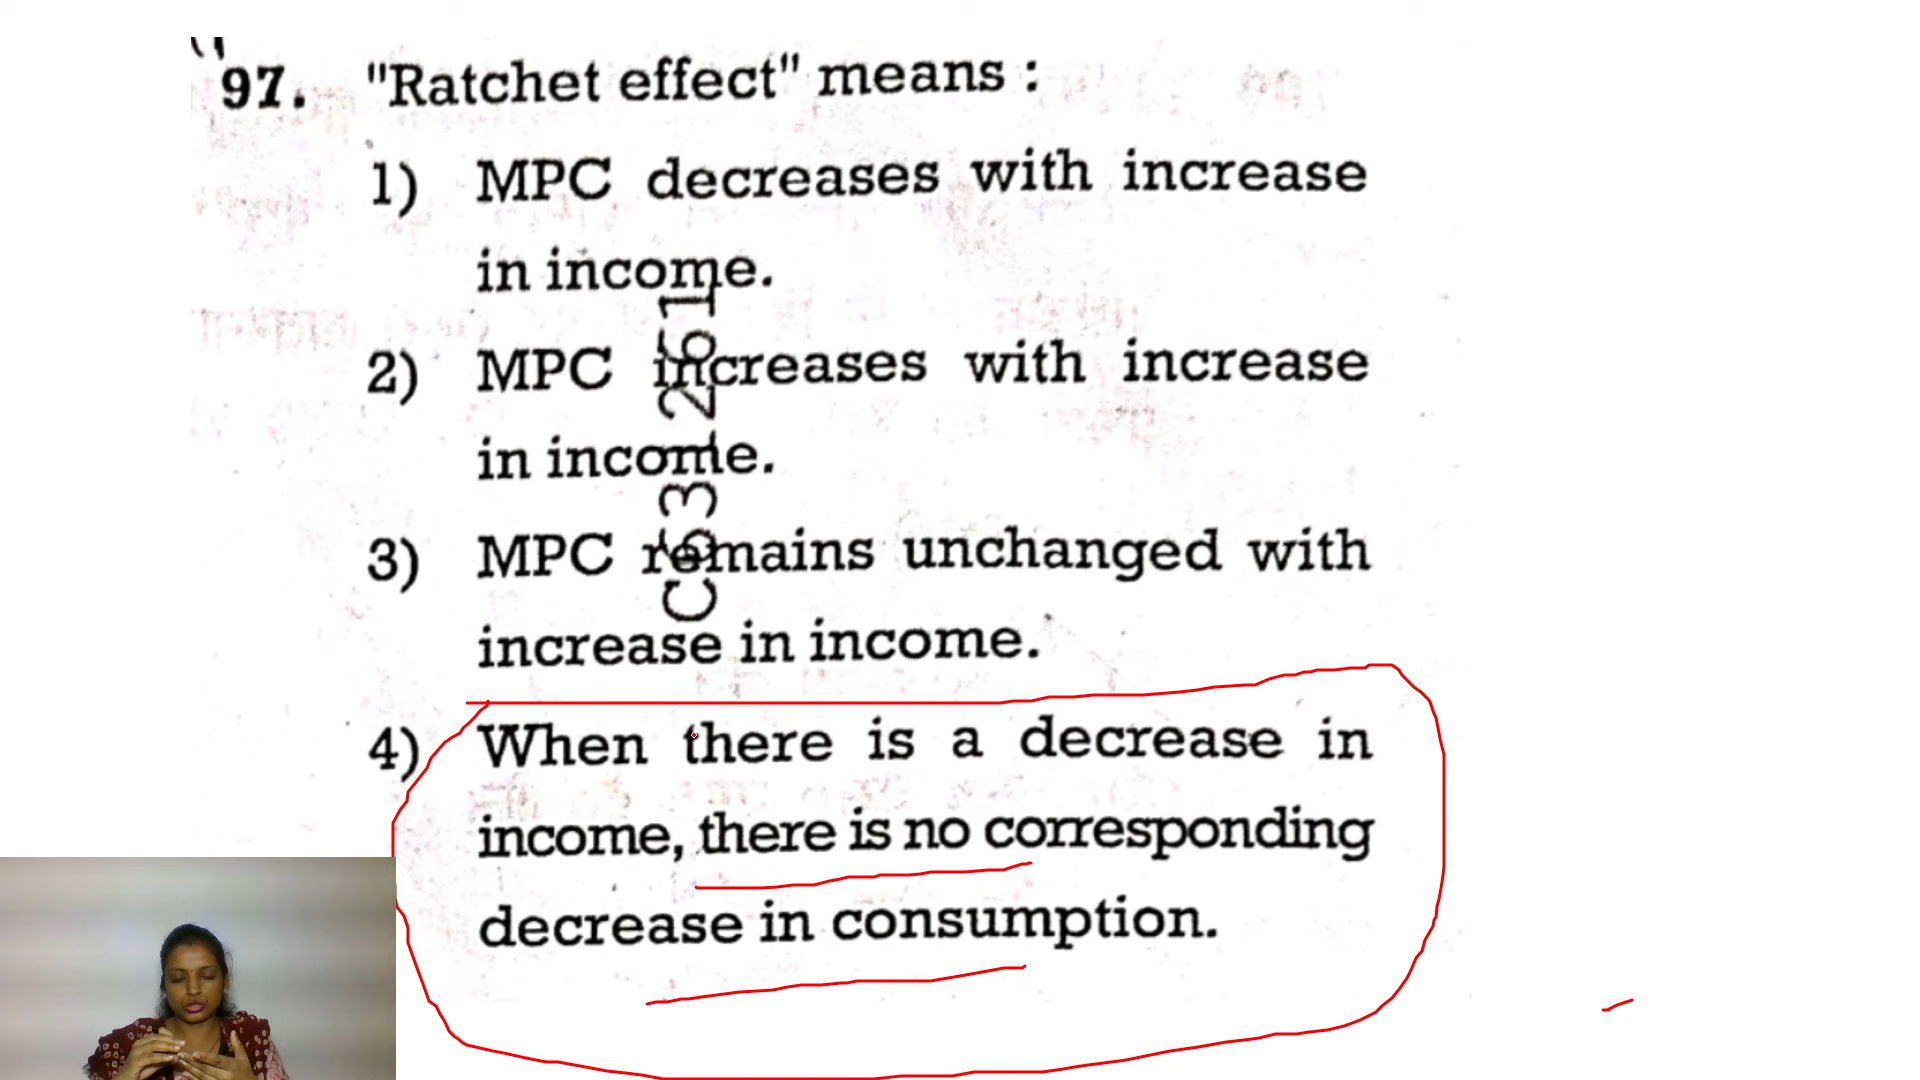 97. "Ratchet effect" means :
1) MPC decreases with increase
in income.
2) MPC increases with increase
in income.
3) MPC remains unchanged with
increase in income.
4) When there is a decrease in
income, there is no corresponding
decrease in consumption.